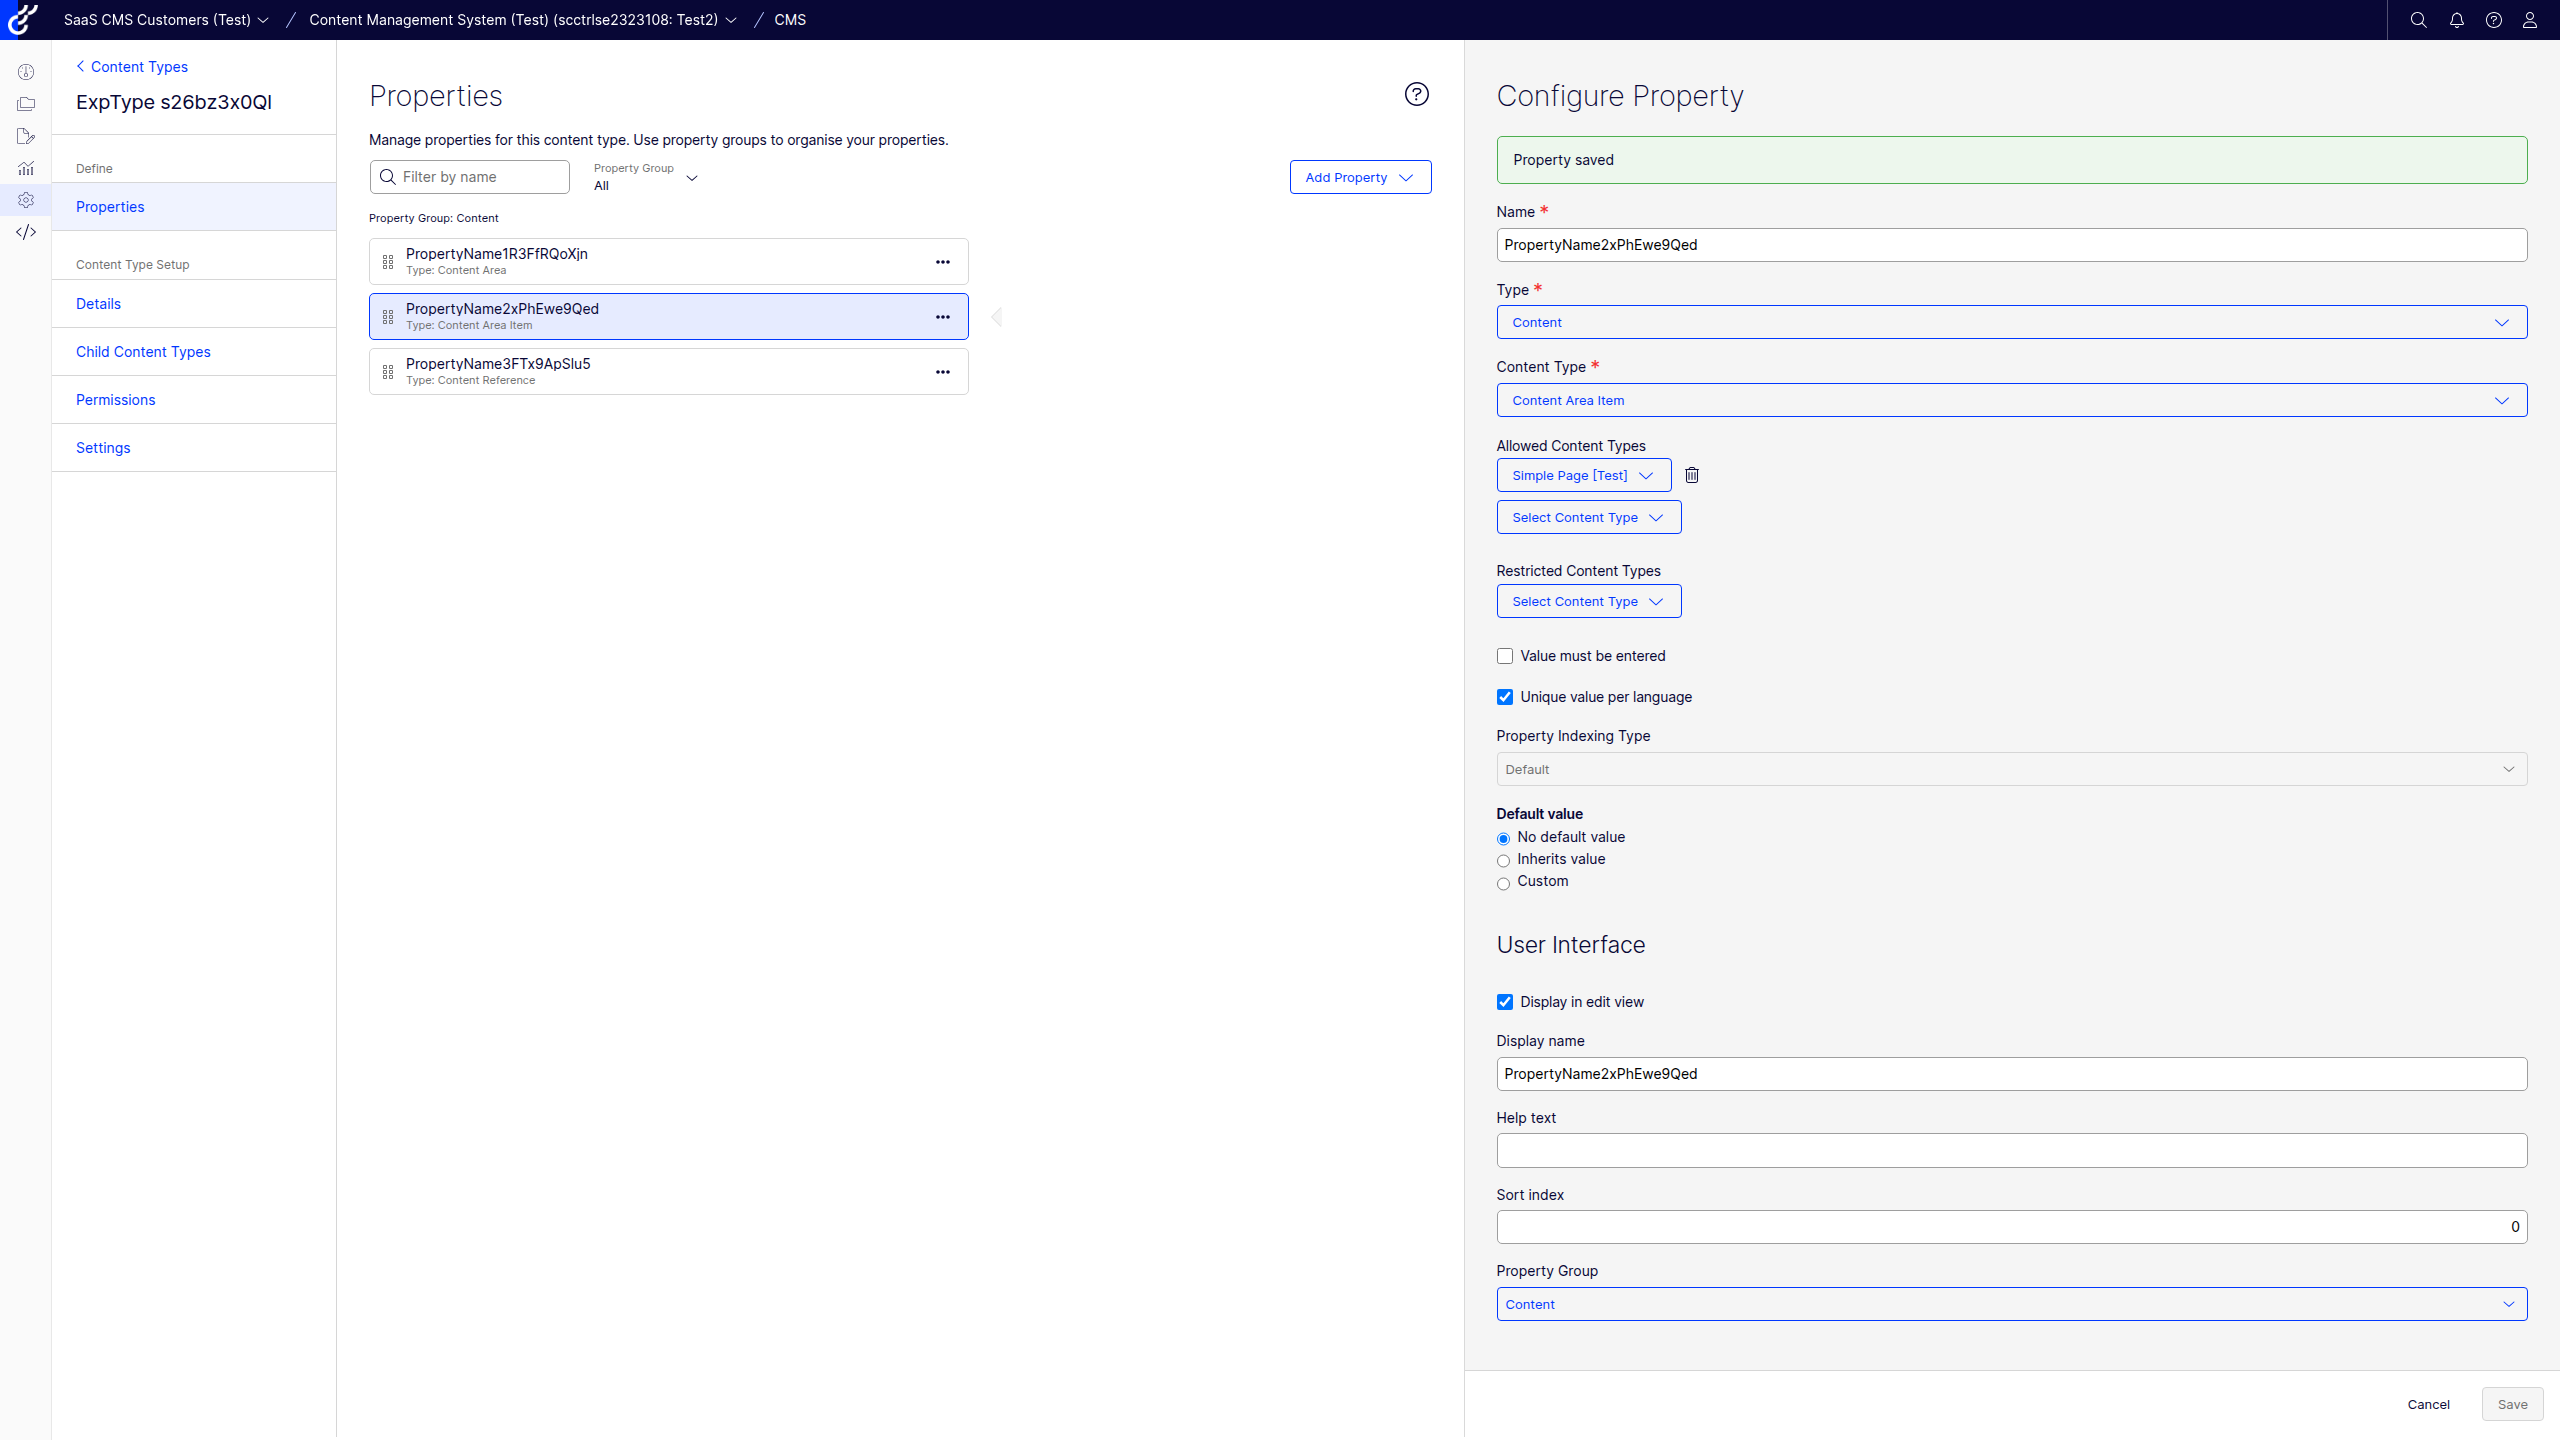 SaaS CMS Customers (Test) / Content Management System (Test) (scctrlse2323108: Test2) / CMS
Content Types
ExpType s26bz3x0Ql
Define
Properties
Content Type Setup
Details
Child Content Types
Permissions
Settings
Properties
Manage properties for this content type. Use property groups to organise your properties.
Filter by name
Property Group
All
Add Property
Property Group: Content
PropertyName1R3FfRQoXjn
Type: Content Area
PropertyName2xPhEwe9Qed
Type: Content Area Item
PropertyName3FTx9ApSlu5
Type: Content Reference
Configure Property
Property saved
Name *
PropertyName2xPhEwe9Qed
Type *
Content
Content Type *
Content Area Item
Allowed Content Types
Simple Page [Test]
Select Content Type
Restricted Content Types
Select Content Type
Value must be entered
Unique value per language
Property Indexing Type
Default
Default value
No default value
Inherits value
Custom
User Interface
Display in edit view
Display name
PropertyName2xPhEwe9Qed
Help text
Sort index
0
Property Group
Content
Cancel
Save